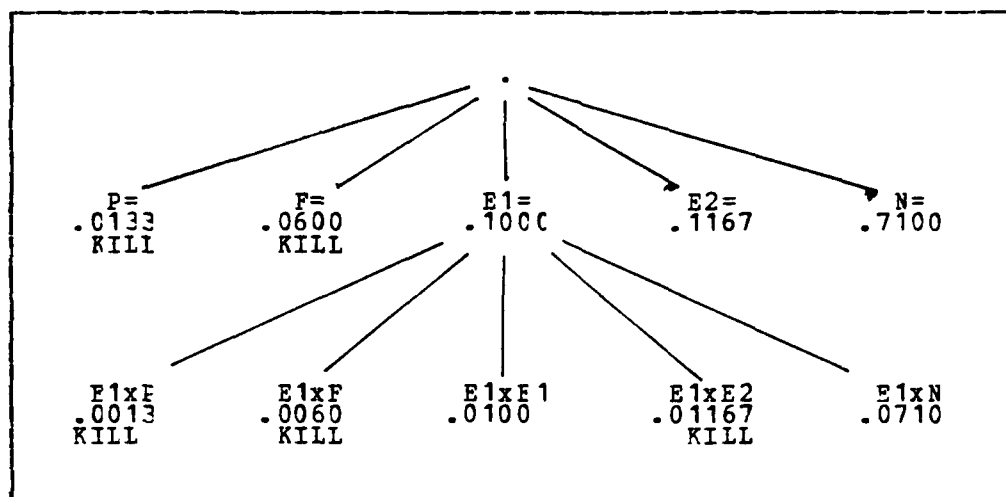 P= F= E1= E2= N=
.0133 .0600 .1000 .1167 .7100
KILL KILL
E1xP E1xF E1xE1 E1xE2 E1xN
.0013 .0060 .0100 .01167 .0710
KILL KILL KILL